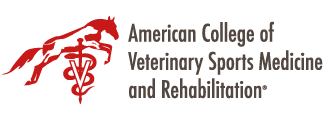 American College of
Veterinary Sports Medicine
and Rehabilitation®